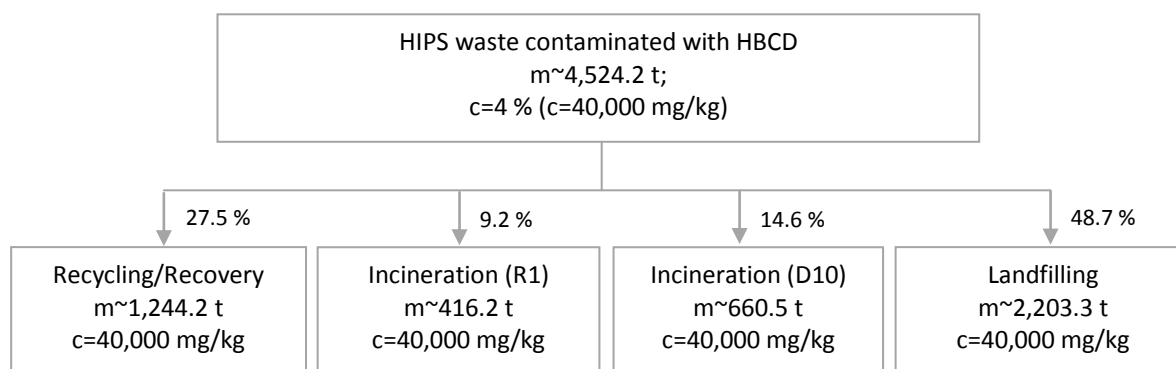 HIPS waste contaminated with HBCD
m~4,524.2 t;
c=4 % (c=40,000 mg/kg)
27.5 %
9.2 %
14.6 %
48.7 %
Recycling/Recovery
m~1,244.2 t
c=40,000 mg/kg
Incineration (R1)
m~416.2 t
c=40,000 mg/kg
Incineration (D10)
m~660.5 t
c=40,000 mg/kg
Landfilling
m~2,203.3 t
c=40,000 mg/kg